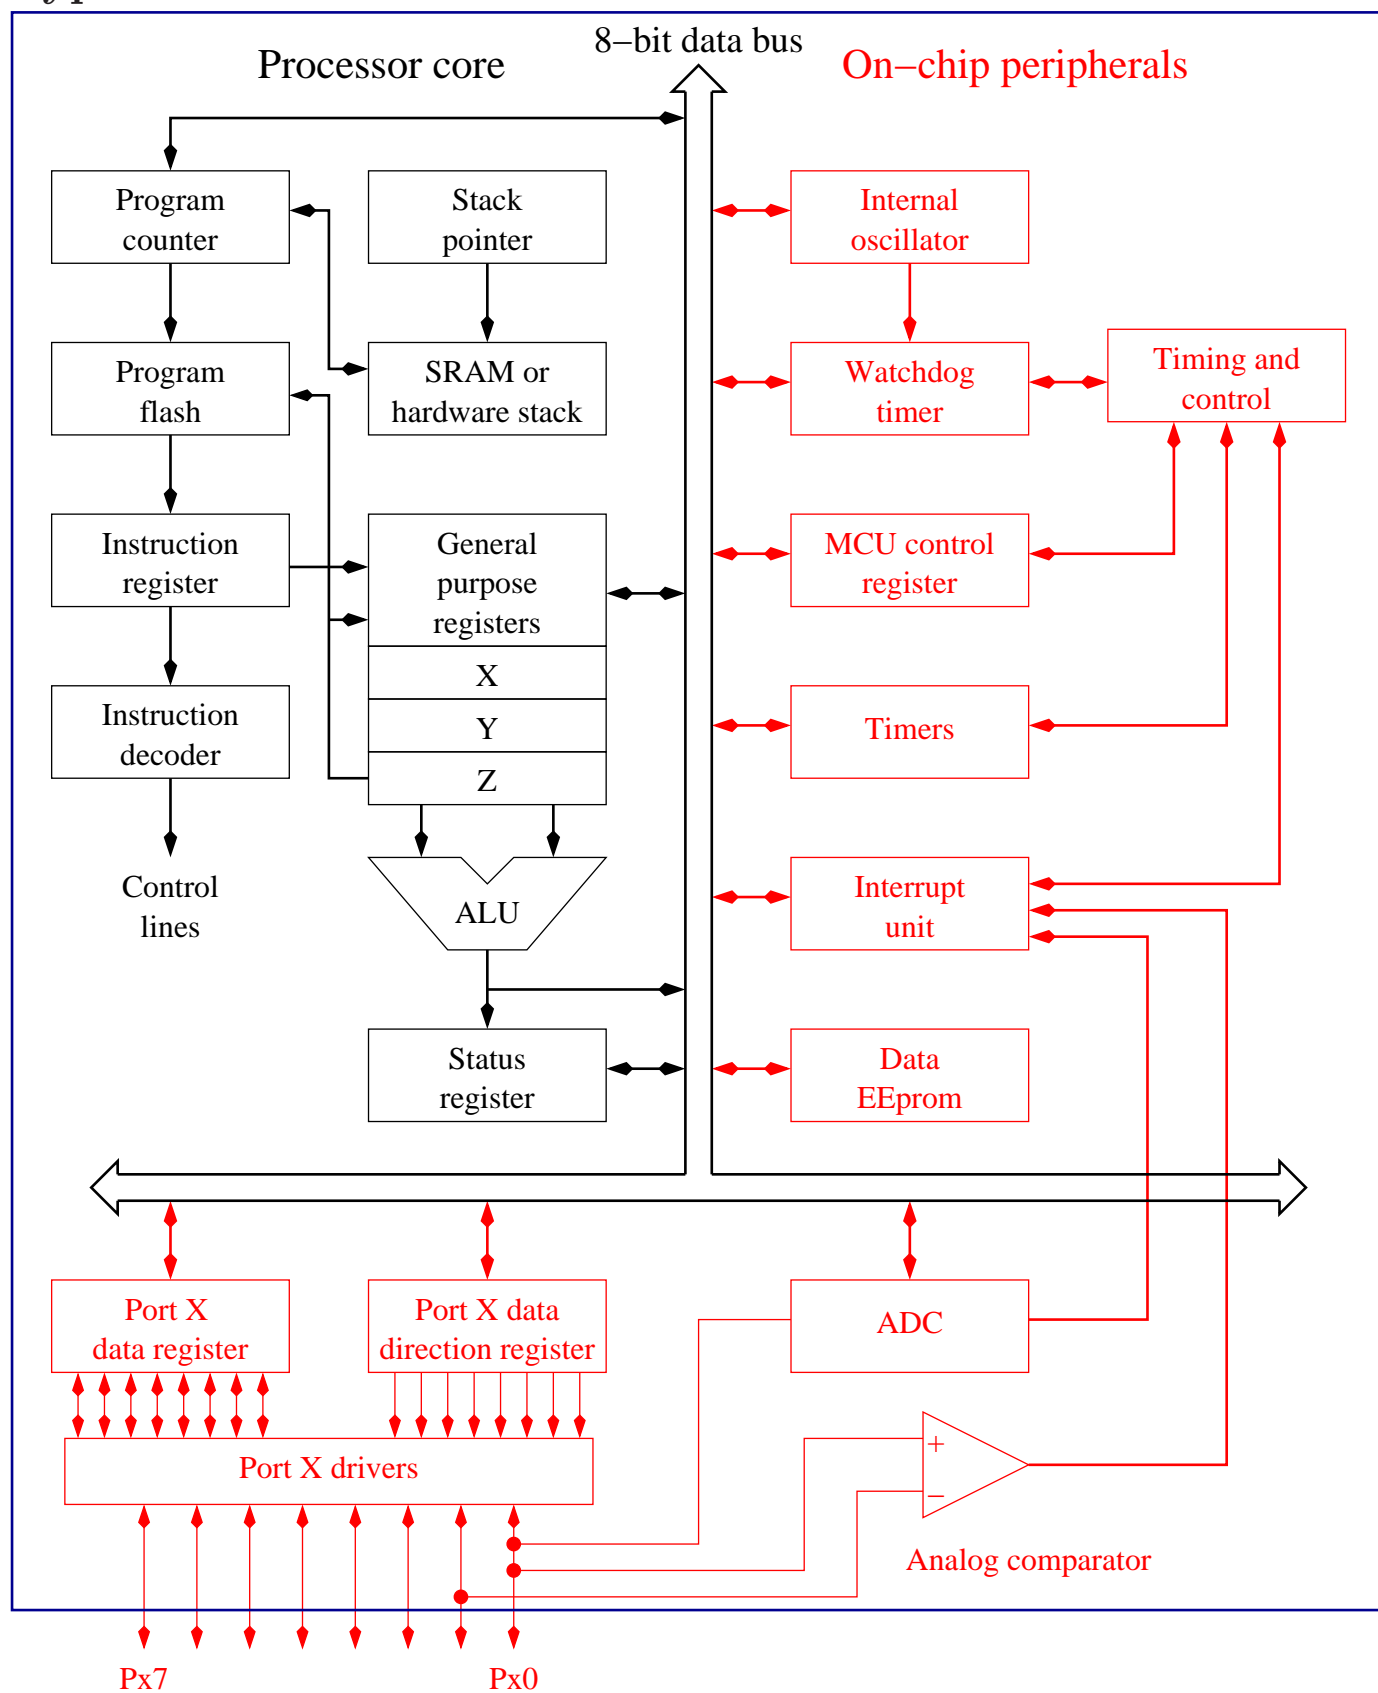 8−bit data bus
Processor core
On−chip peripherals
Program
counter
Stack
pointer
Internal
oscillator
Program
flash
SRAM or
hardware stack
Watchdog
timer
Timing and
control
Instruction
register
General
purpose
registers
MCU control
register
X
Y
Z
Instruction
decoder
Timers
Control
lines
ALU
Interrupt
unit
Status
register
Data
EEprom
Port X
data register
Port X data
direction register
ADC
Port X drivers
+
−
Analog comparator
Px7
Px0